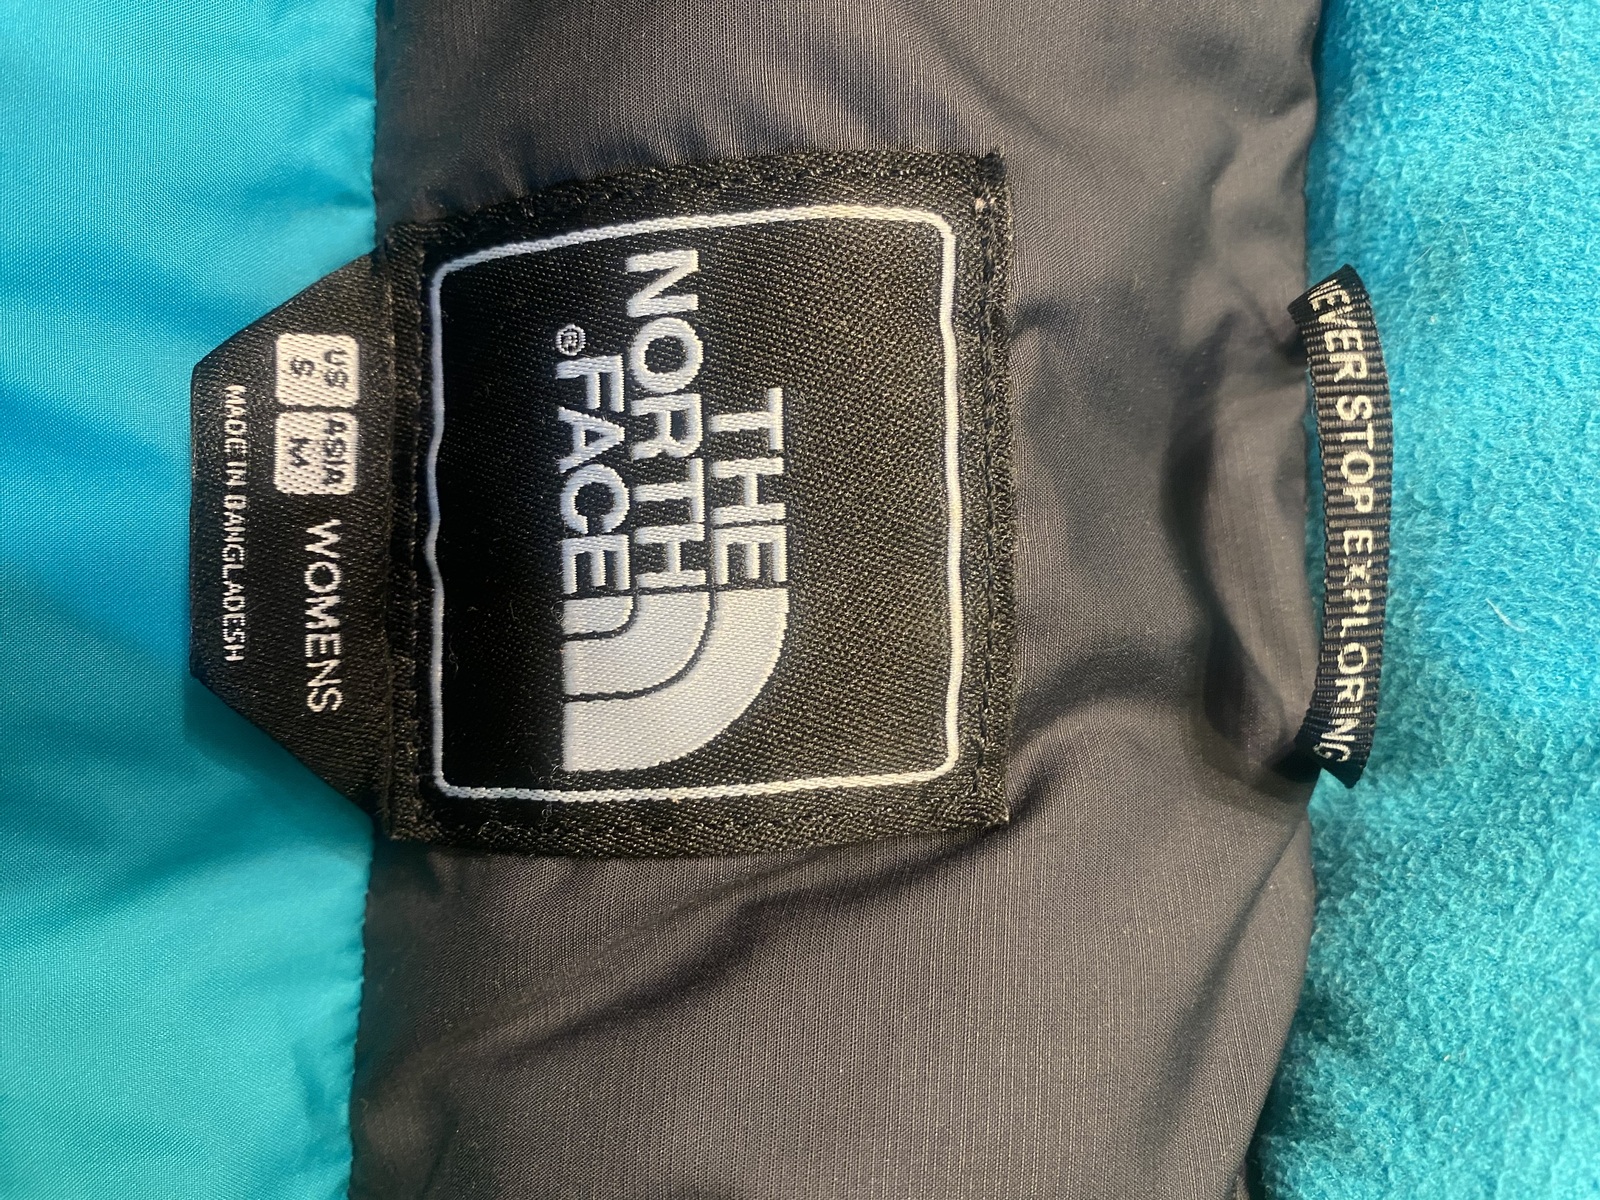 NEVER STOP EXPLORING
THE
NORTH
FACE®
US ASIA WOMENS
S M
MADE IN BANGLADESH